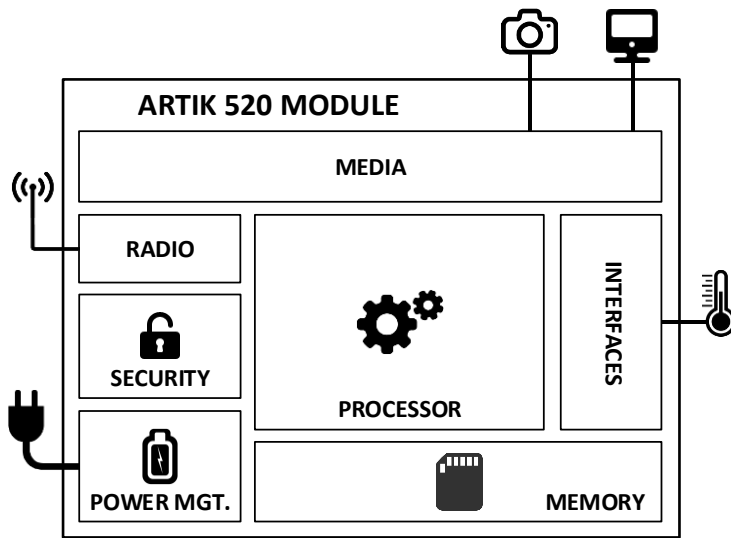 ARTIK 520 MODULE
MEDIA
RADIO
INTERFACES
SECURITY
PROCESSOR
POWER MGT.
MEMORY